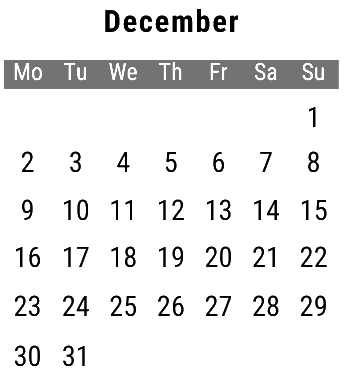 December
Mo Tu We Th Fr Sa Su
1
2 3 4 5 6 7 8
9 10 11 12 13 14 15
16 17 18 19 20 21 22
23 24 25 26 27 28 29
30 31